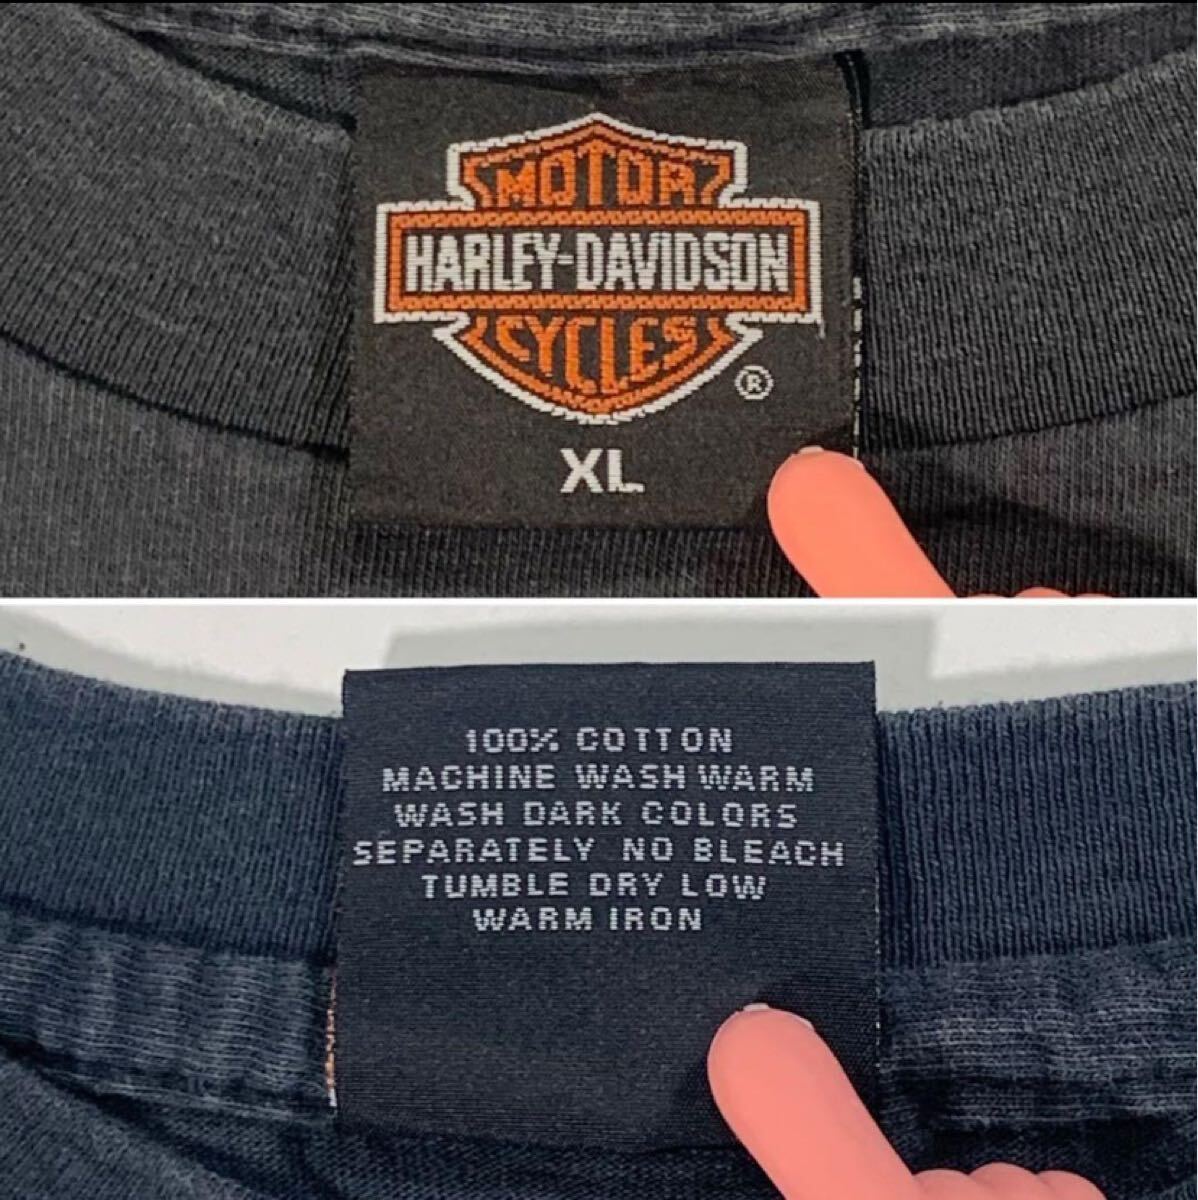 MOTOR
HARLEY-DAVIDSON
CYCLES
®
XL
100% COTTON
MACHINE WASH WARM
WASH DARK COLORS
SEPARATELY NO BLEACH
TUMBLE DRY LOW
WARM IRON